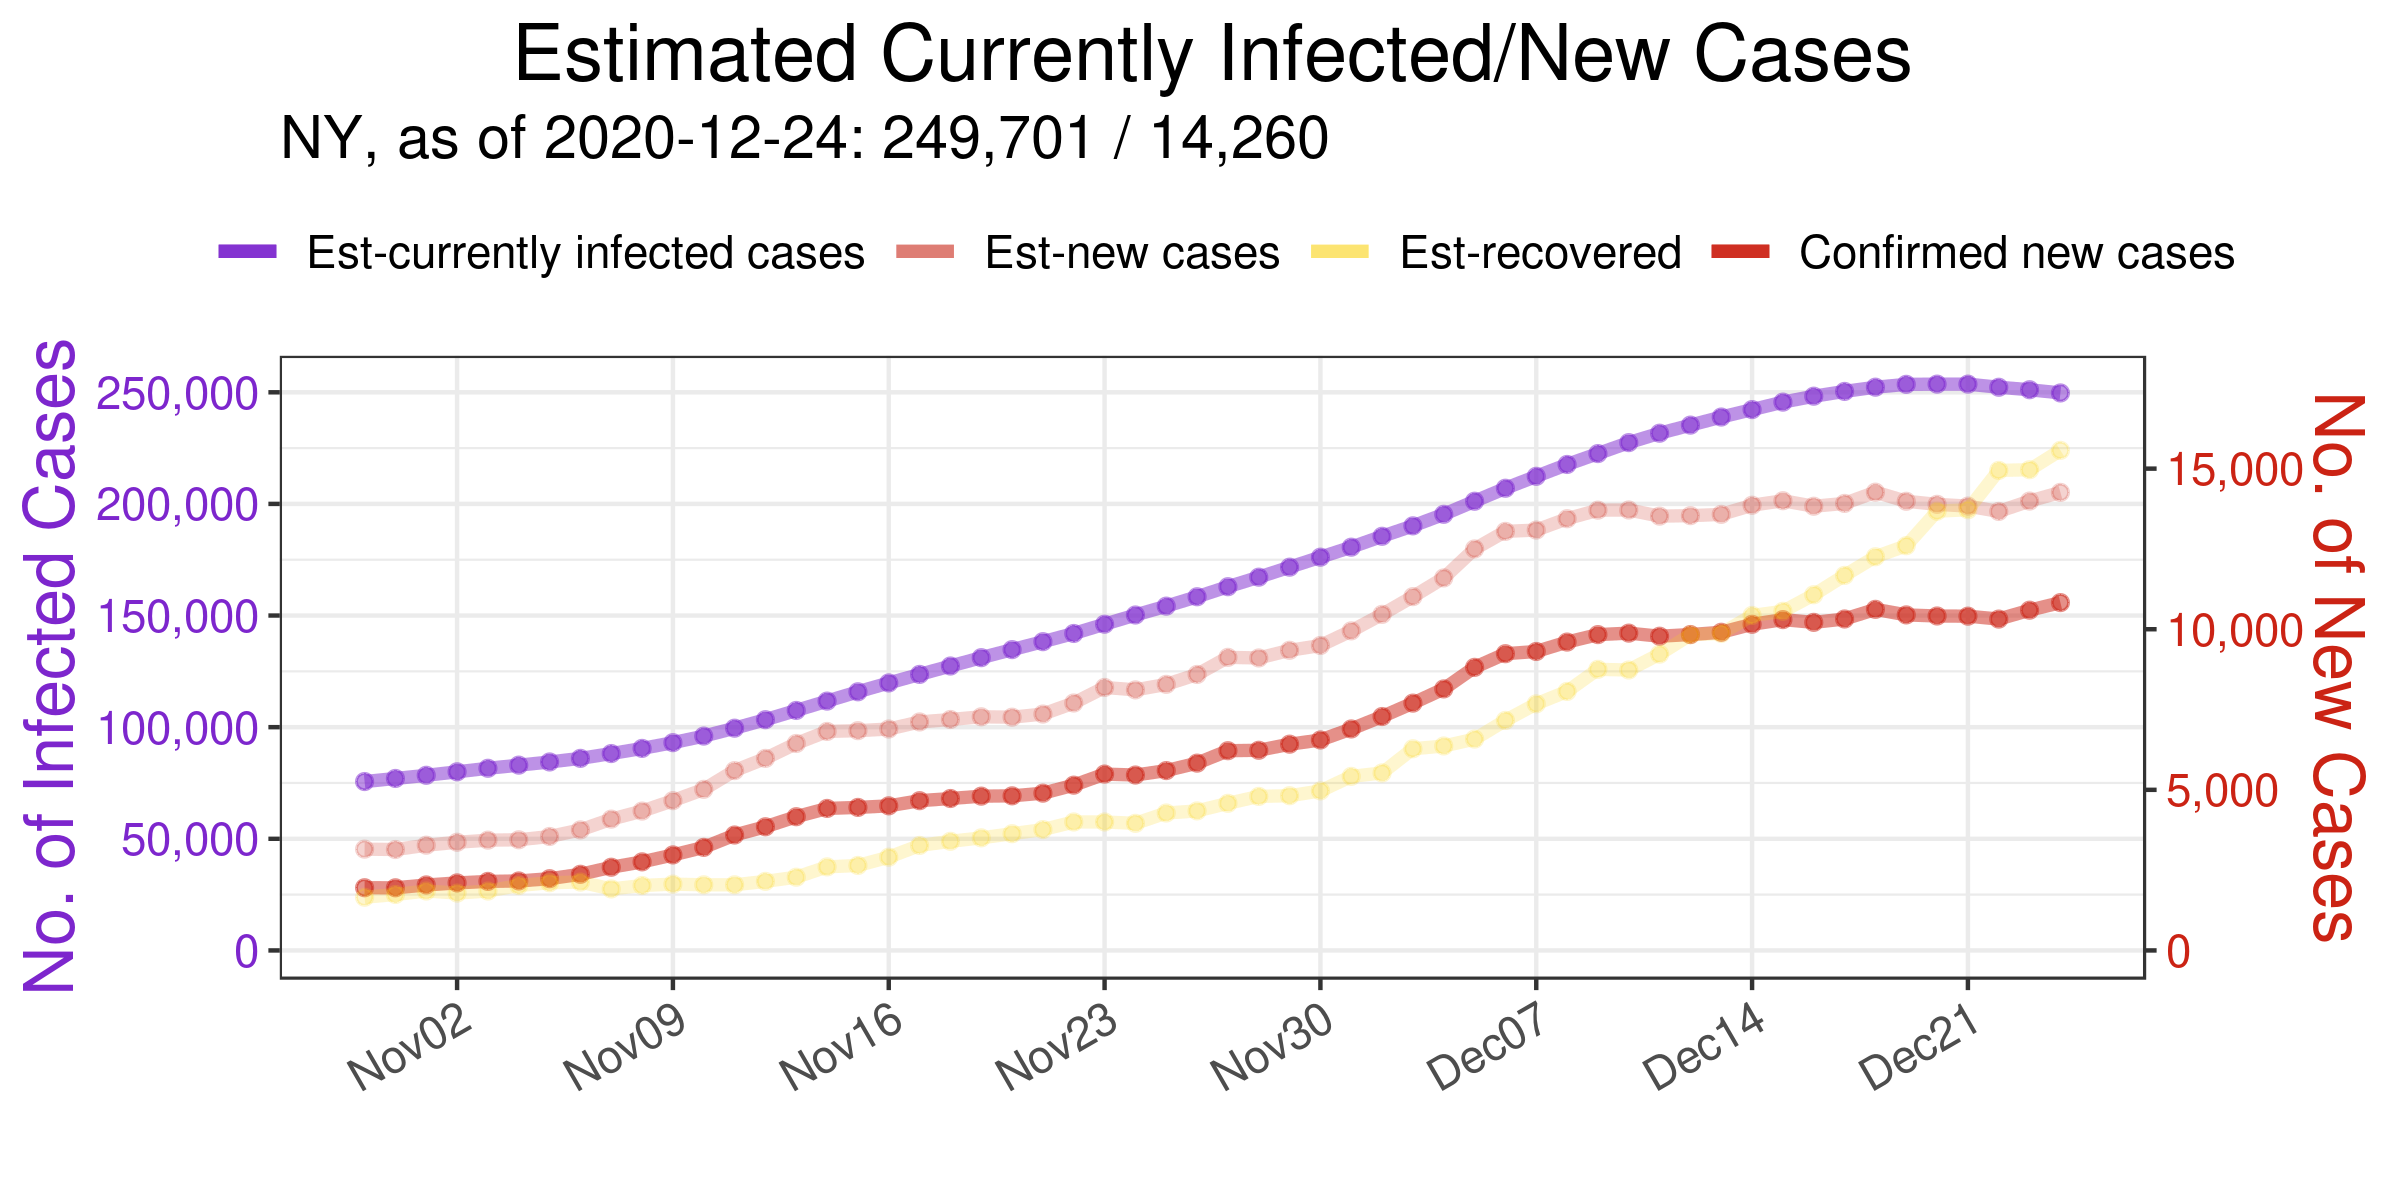 Estimated Currently Infected/New Cases
NY, as of 2020-12-24: 249,701 / 14,260
Est-currently infected cases Est-new cases Est-recovered Confirmed new cases
No. of Infected Cases
250,000
200,000
150,000
100,000
50,000
0
15,000
10,000
5,000
0
No. of New Cases
Nov02 Nov09 Nov16 Nov23 Nov30 Dec07 Dec14 Dec21